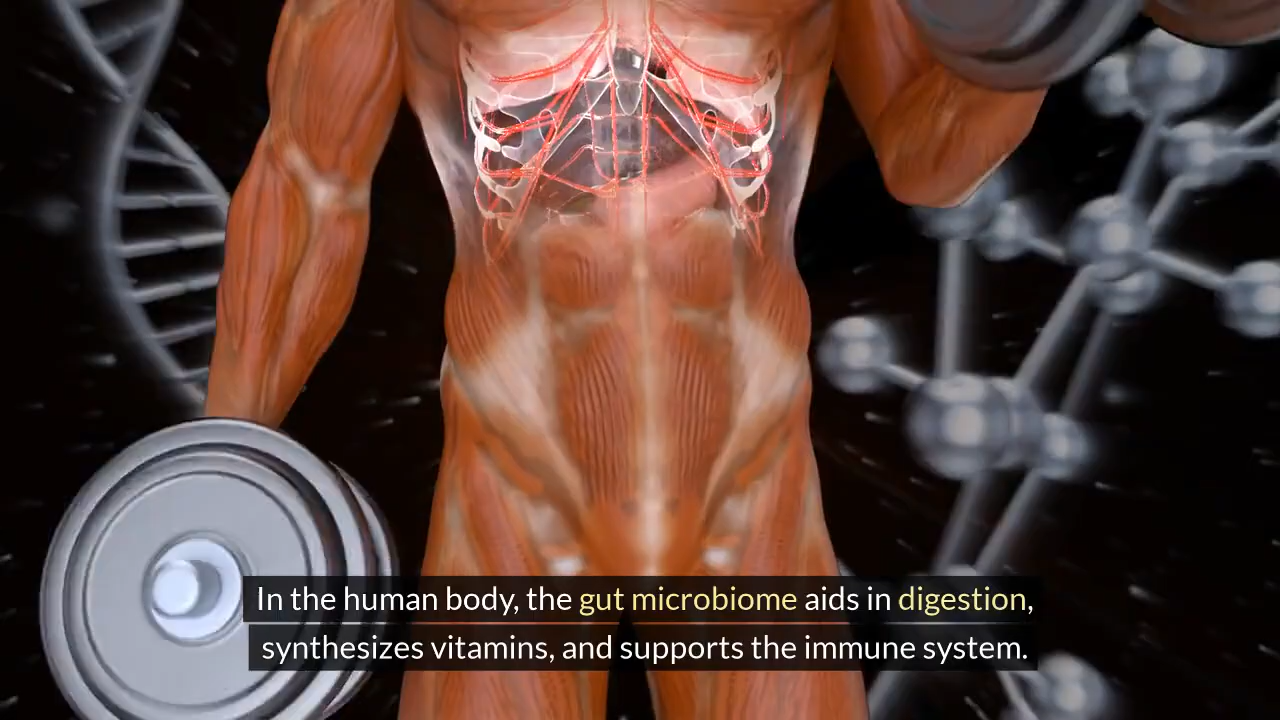 In the human body, the gut microbiome aids in digestion,
synthesizes vitamins, and supports the immune system.